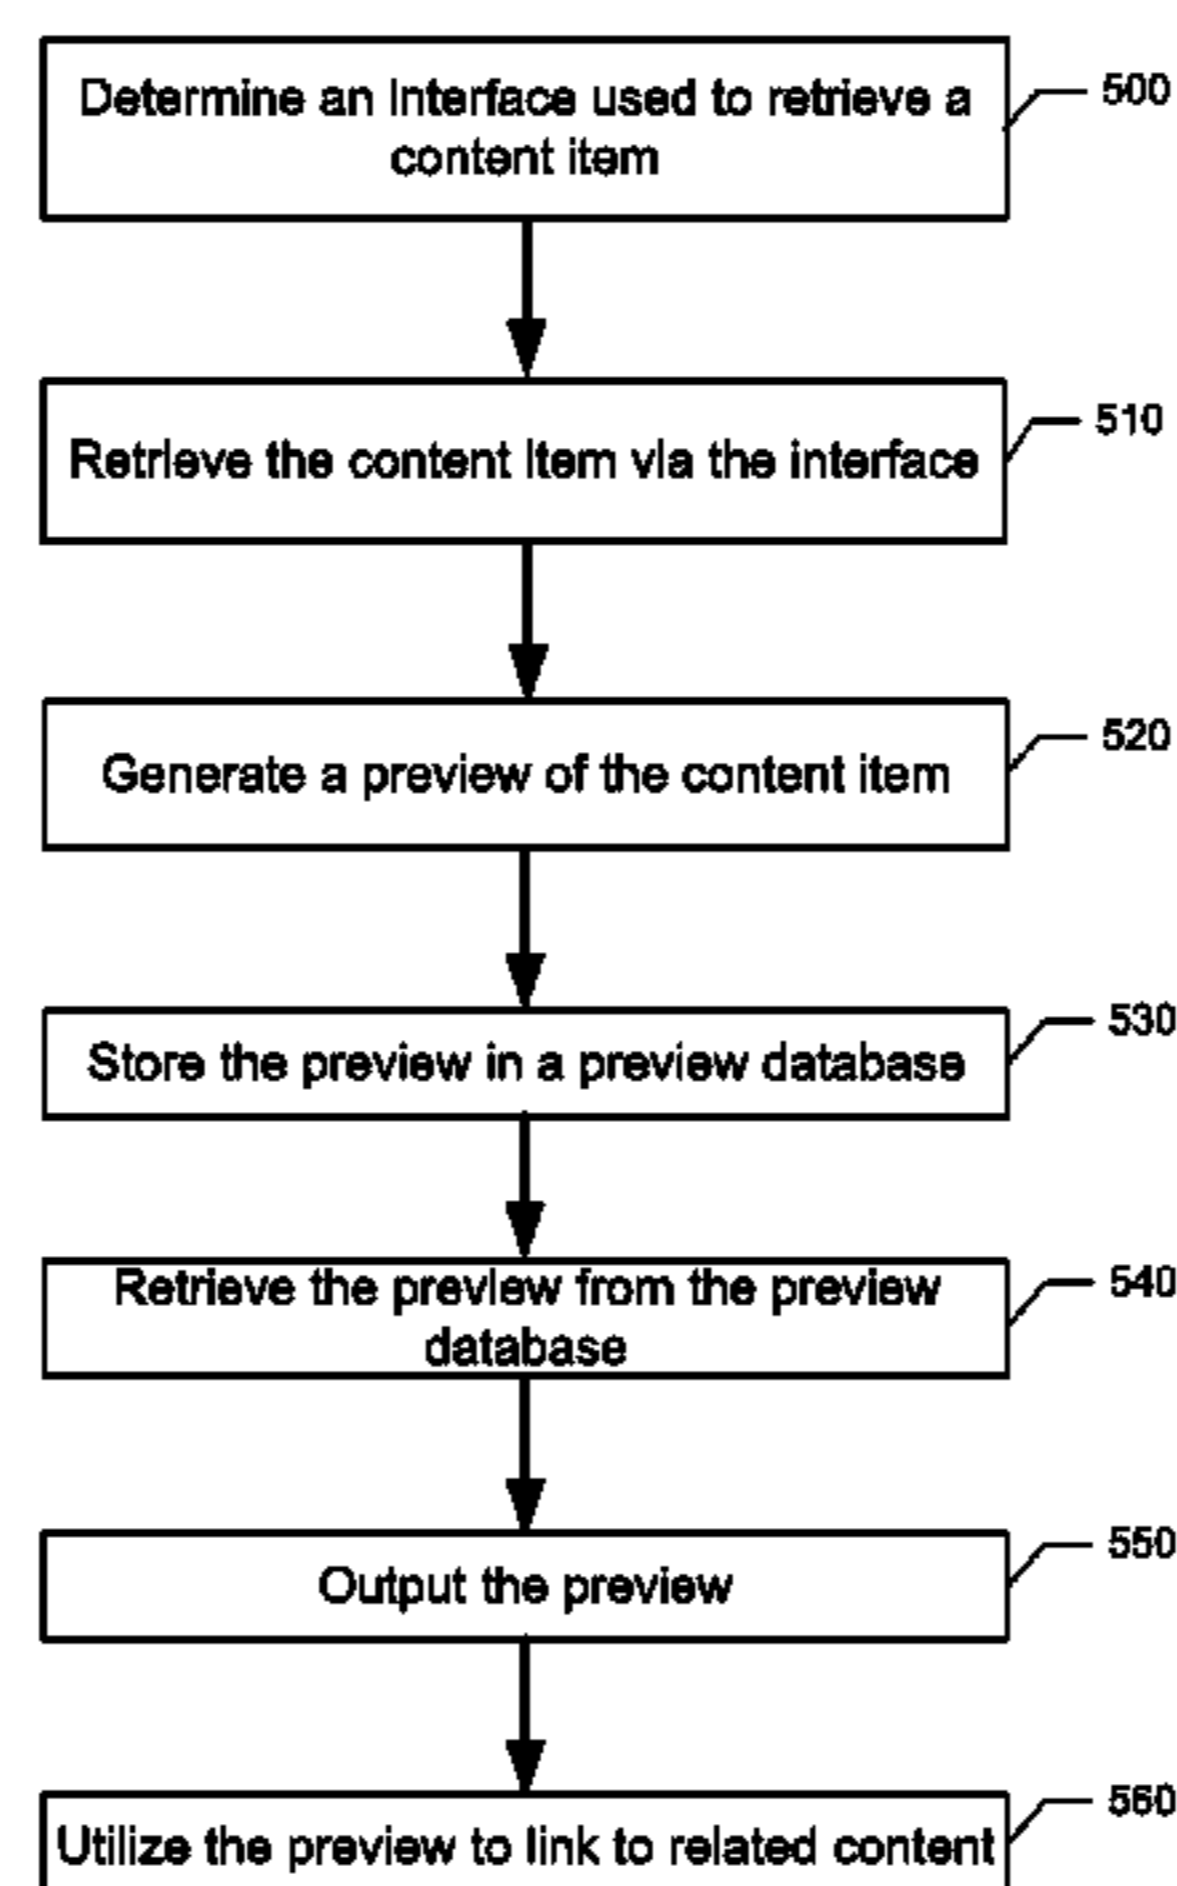 Determine an Interface used to retrieve a
content item
500
Retrieve the content Item via the interface
510
Generate a preview of the content item
520
Store the preview in a preview database
530
Retrieve the preview from the preview
database
540
Output the preview
550
Utilize the preview to link to related content
560